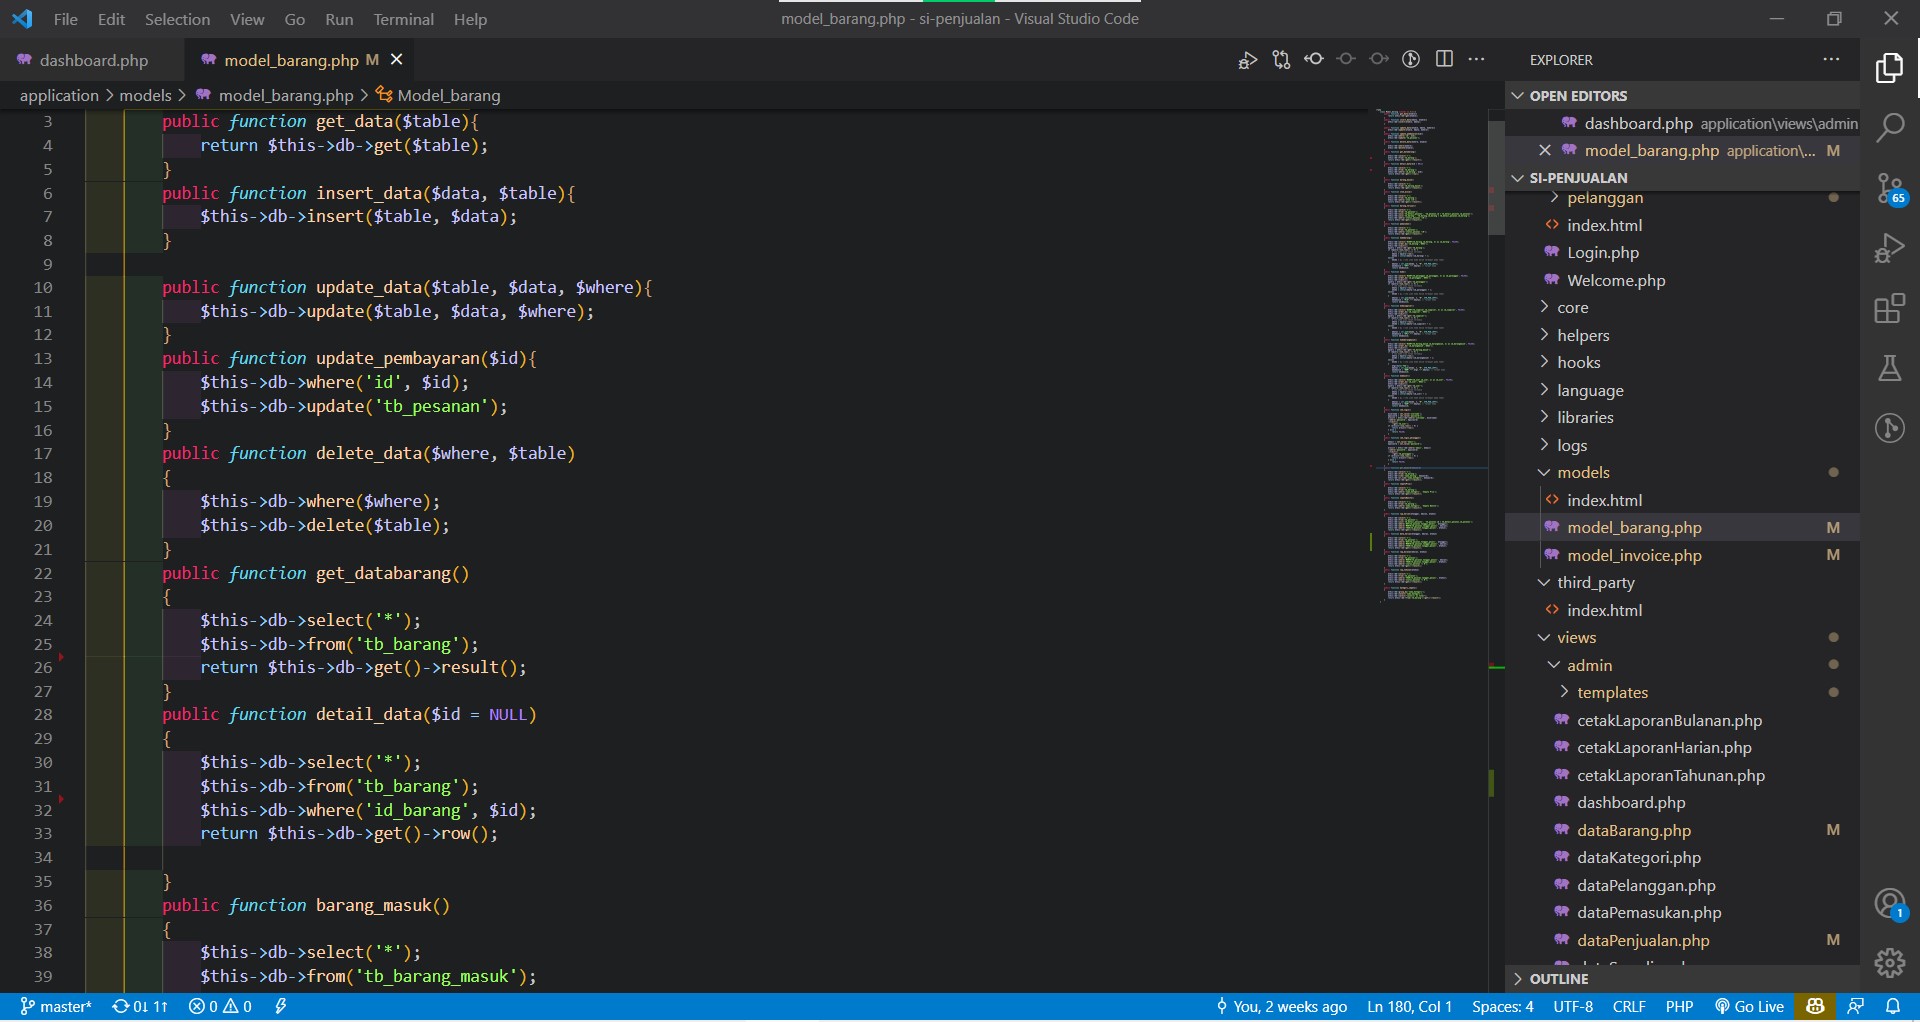 File Edit Selection View Go Run Terminal Help
model_barang.php - si-penjualan - Visual Studio Code
dashboard.php
model_barang.php M
application > models > model_barang.php > Model_barang
3 public function get_data($table){
4 return $this->db->get($table);
5 }
6 public function insert_data($data, $table){
7 $this->db->insert($table, $data);
8 }
9
10 public function update_data($table, $data, $where){
11 $this->db->update($table, $data, $where);
12 }
13 public function update_pembayaran($id){
14 $this->db->where('id', $id);
15 $this->db->update('tb_pesanan');
16 }
17 public function delete_data($where, $table)
18 {
19 $this->db->where($where);
20 $this->db->delete($table);
21 }
22 public function get_databarang()
23 {
24 $this->db->select('*');
25 $this->db->from('tb_barang');
26 return $this->db->get()->result();
27 }
28 public function detail_data($id = NULL)
29 {
30 $this->db->select('*');
31 $this->db->from('tb_barang');
32 $this->db->where('id_barang', $id);
33 return $this->db->get()->row();
34
35 }
36 public function barang_masuk()
37 {
38 $this->db->select('*');
39 $this->db->from('tb_barang_masuk');
EXPLORER
OPEN EDITORS
dashboard.php application\views\admin
model_barang.php application\... M
SI-PENJUALAN
pelanggan
index.html
Login.php
Welcome.php
core
helpers
hooks
language
libraries
logs
models
index.html
model_barang.php M
model_invoice.php M
third_party
index.html
views
admin
templates
cetakLaporanBulanan.php
cetakLaporanHarian.php
cetakLaporanTahunan.php
dashboard.php
dataBarang.php M
dataKategori.php
dataPelanggan.php
dataPemasukan.php
dataPenjualan.php M
OUTLINE
65
1
master* 0↓ 1↑ 0 0
You, 2 weeks ago Ln 180, Col 1 Spaces: 4 UTF-8 CRLF PHP Go Live